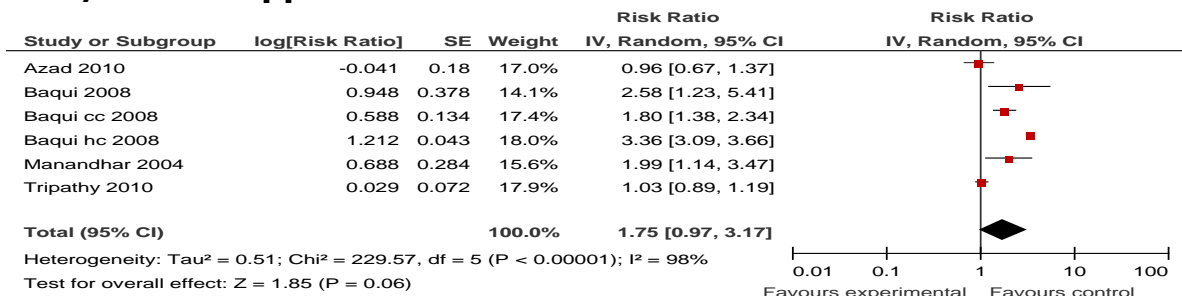 Risk Ratio Risk Ratio
Study or Subgroup log[Risk Ratio] SE Weight IV, Random, 95% CI IV, Random, 95% CI
Azad 2010 -0.041 0.18 17.0% 0.96 [0.67, 1.37]
Baqui 2008 0.948 0.378 14.1% 2.58 [1.23, 5.41]
Baqui cc 2008 0.588 0.134 17.4% 1.80 [1.38, 2.34]
Baqui hc 2008 1.212 0.043 18.0% 3.36 [3.09, 3.66]
Manandhar 2004 0.688 0.284 15.6% 1.99 [1.14, 3.47]
Tripathy 2010 0.029 0.072 17.9% 1.03 [0.89, 1.19]
Total (95% CI) 100.0% 1.75 [0.97, 3.17]
Heterogeneity: Tau² = 0.51; Chi² = 229.57, df = 5 (P < 0.00001); I² = 98%
0.01 0.1 1 10 100
Test for overall effect: Z = 1.85 (P = 0.06)
Favours experimental Favours control